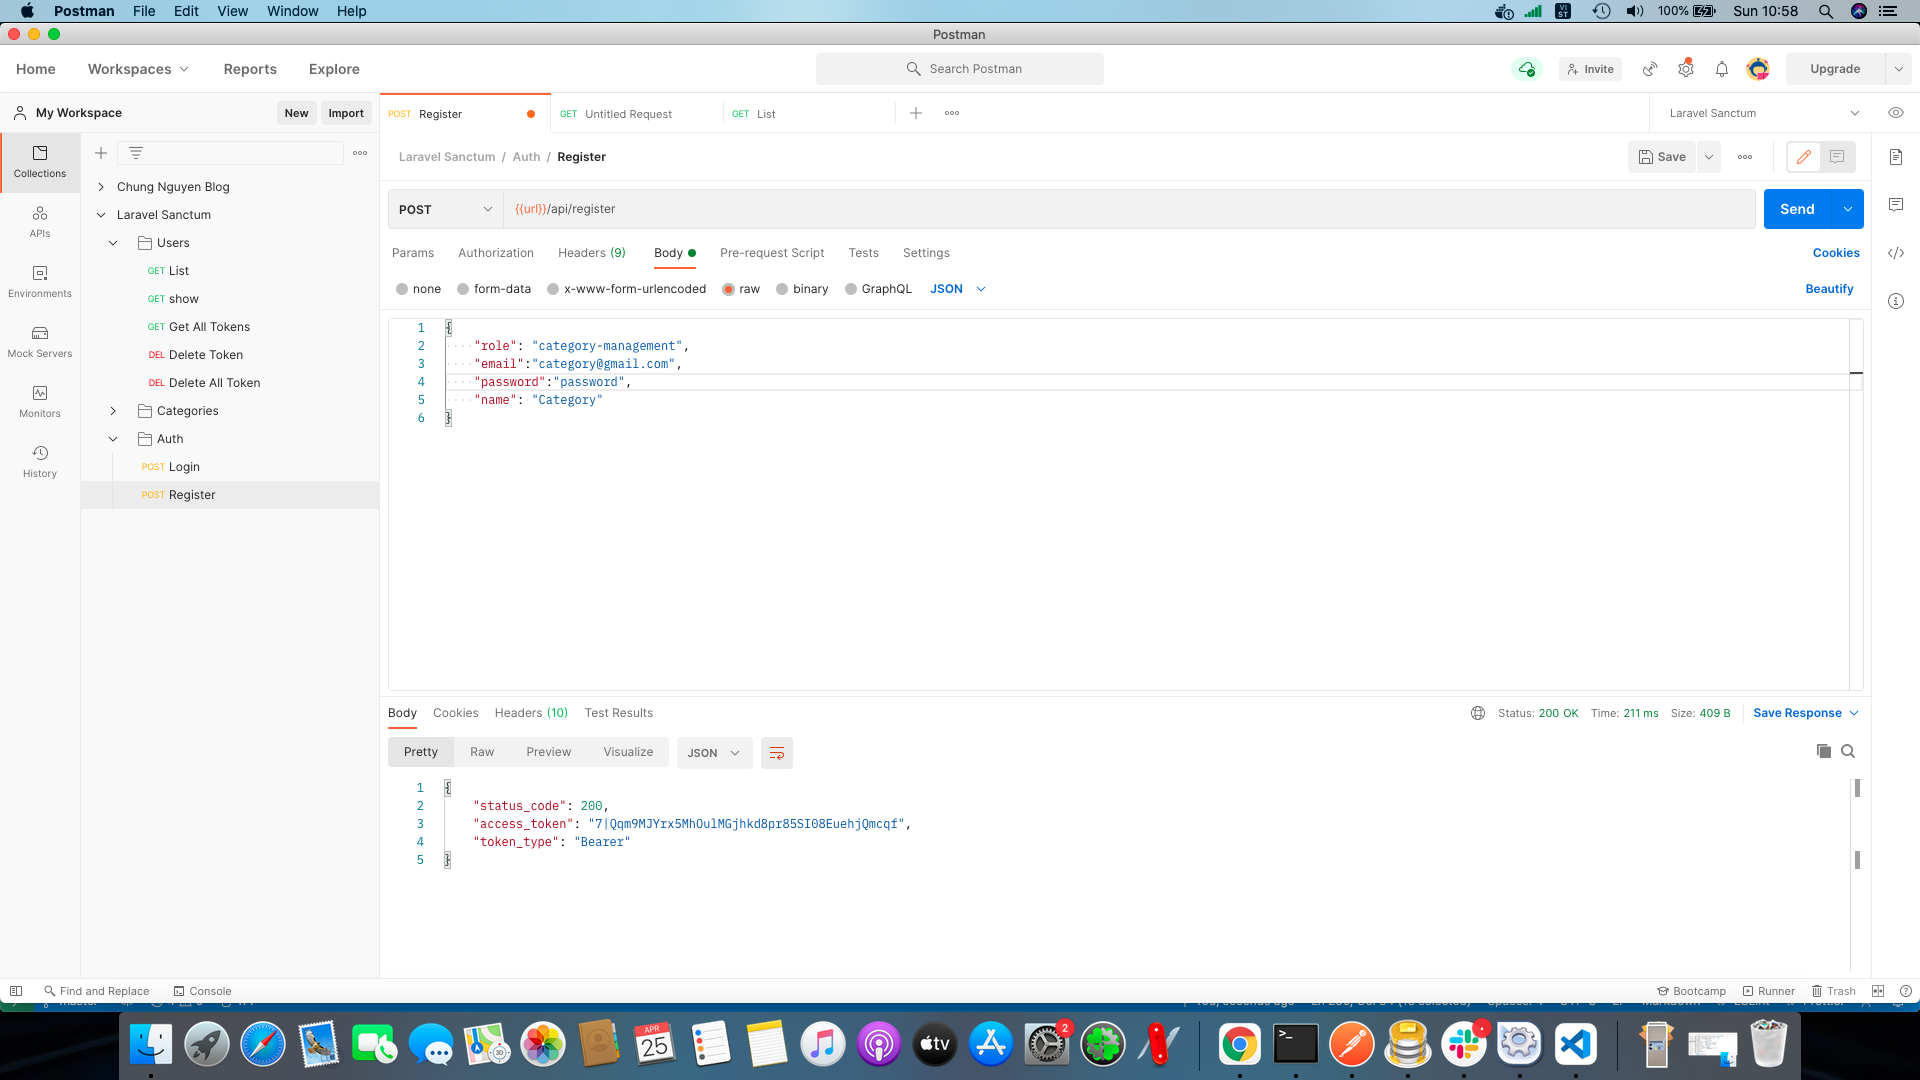 Postman File Edit View Window Help
VI
ST
100%
Sun 10:58
Postman
Home Workspaces Reports Explore
Search Postman
Invite
Upgrade
My Workspace
New Import
POST Register
GET Untitled Request
GET List
Laravel Sanctum
Collections
APIs
Environments
Mock Servers
Monitors
History
Chung Nguyen Blog
Laravel Sanctum
Users
GET List
GET show
GET Get All Tokens
DEL Delete Token
DEL Delete All Token
Categories
Auth
POST Login
POST Register
Laravel Sanctum / Auth / Register
Save
POST
{{url}}/api/register
Send
Params Authorization Headers (9) Body Pre-request Script Tests Settings
Cookies
none form-data x-www-form-urlencoded raw binary GraphQL JSON
Beautify
1 {
2 "role": "category-management",
3 "email":"category@gmail.com",
4 "password":"password",
5 "name": "Category"
6 }
Body Cookies Headers (10) Test Results
Status: 200 OK Time: 211 ms Size: 409 B
Save Response
Pretty Raw Preview Visualize JSON
1 {
2 "status_code": 200,
3 "access_token": "7|Qqm9MJYrx5MhOulMGjhkd8pr85SI08EuehjQmcqf",
4 "token_type": "Bearer"
5 }
Find and Replace Console
Bootcamp Runner Trash
APR
25
tv
2